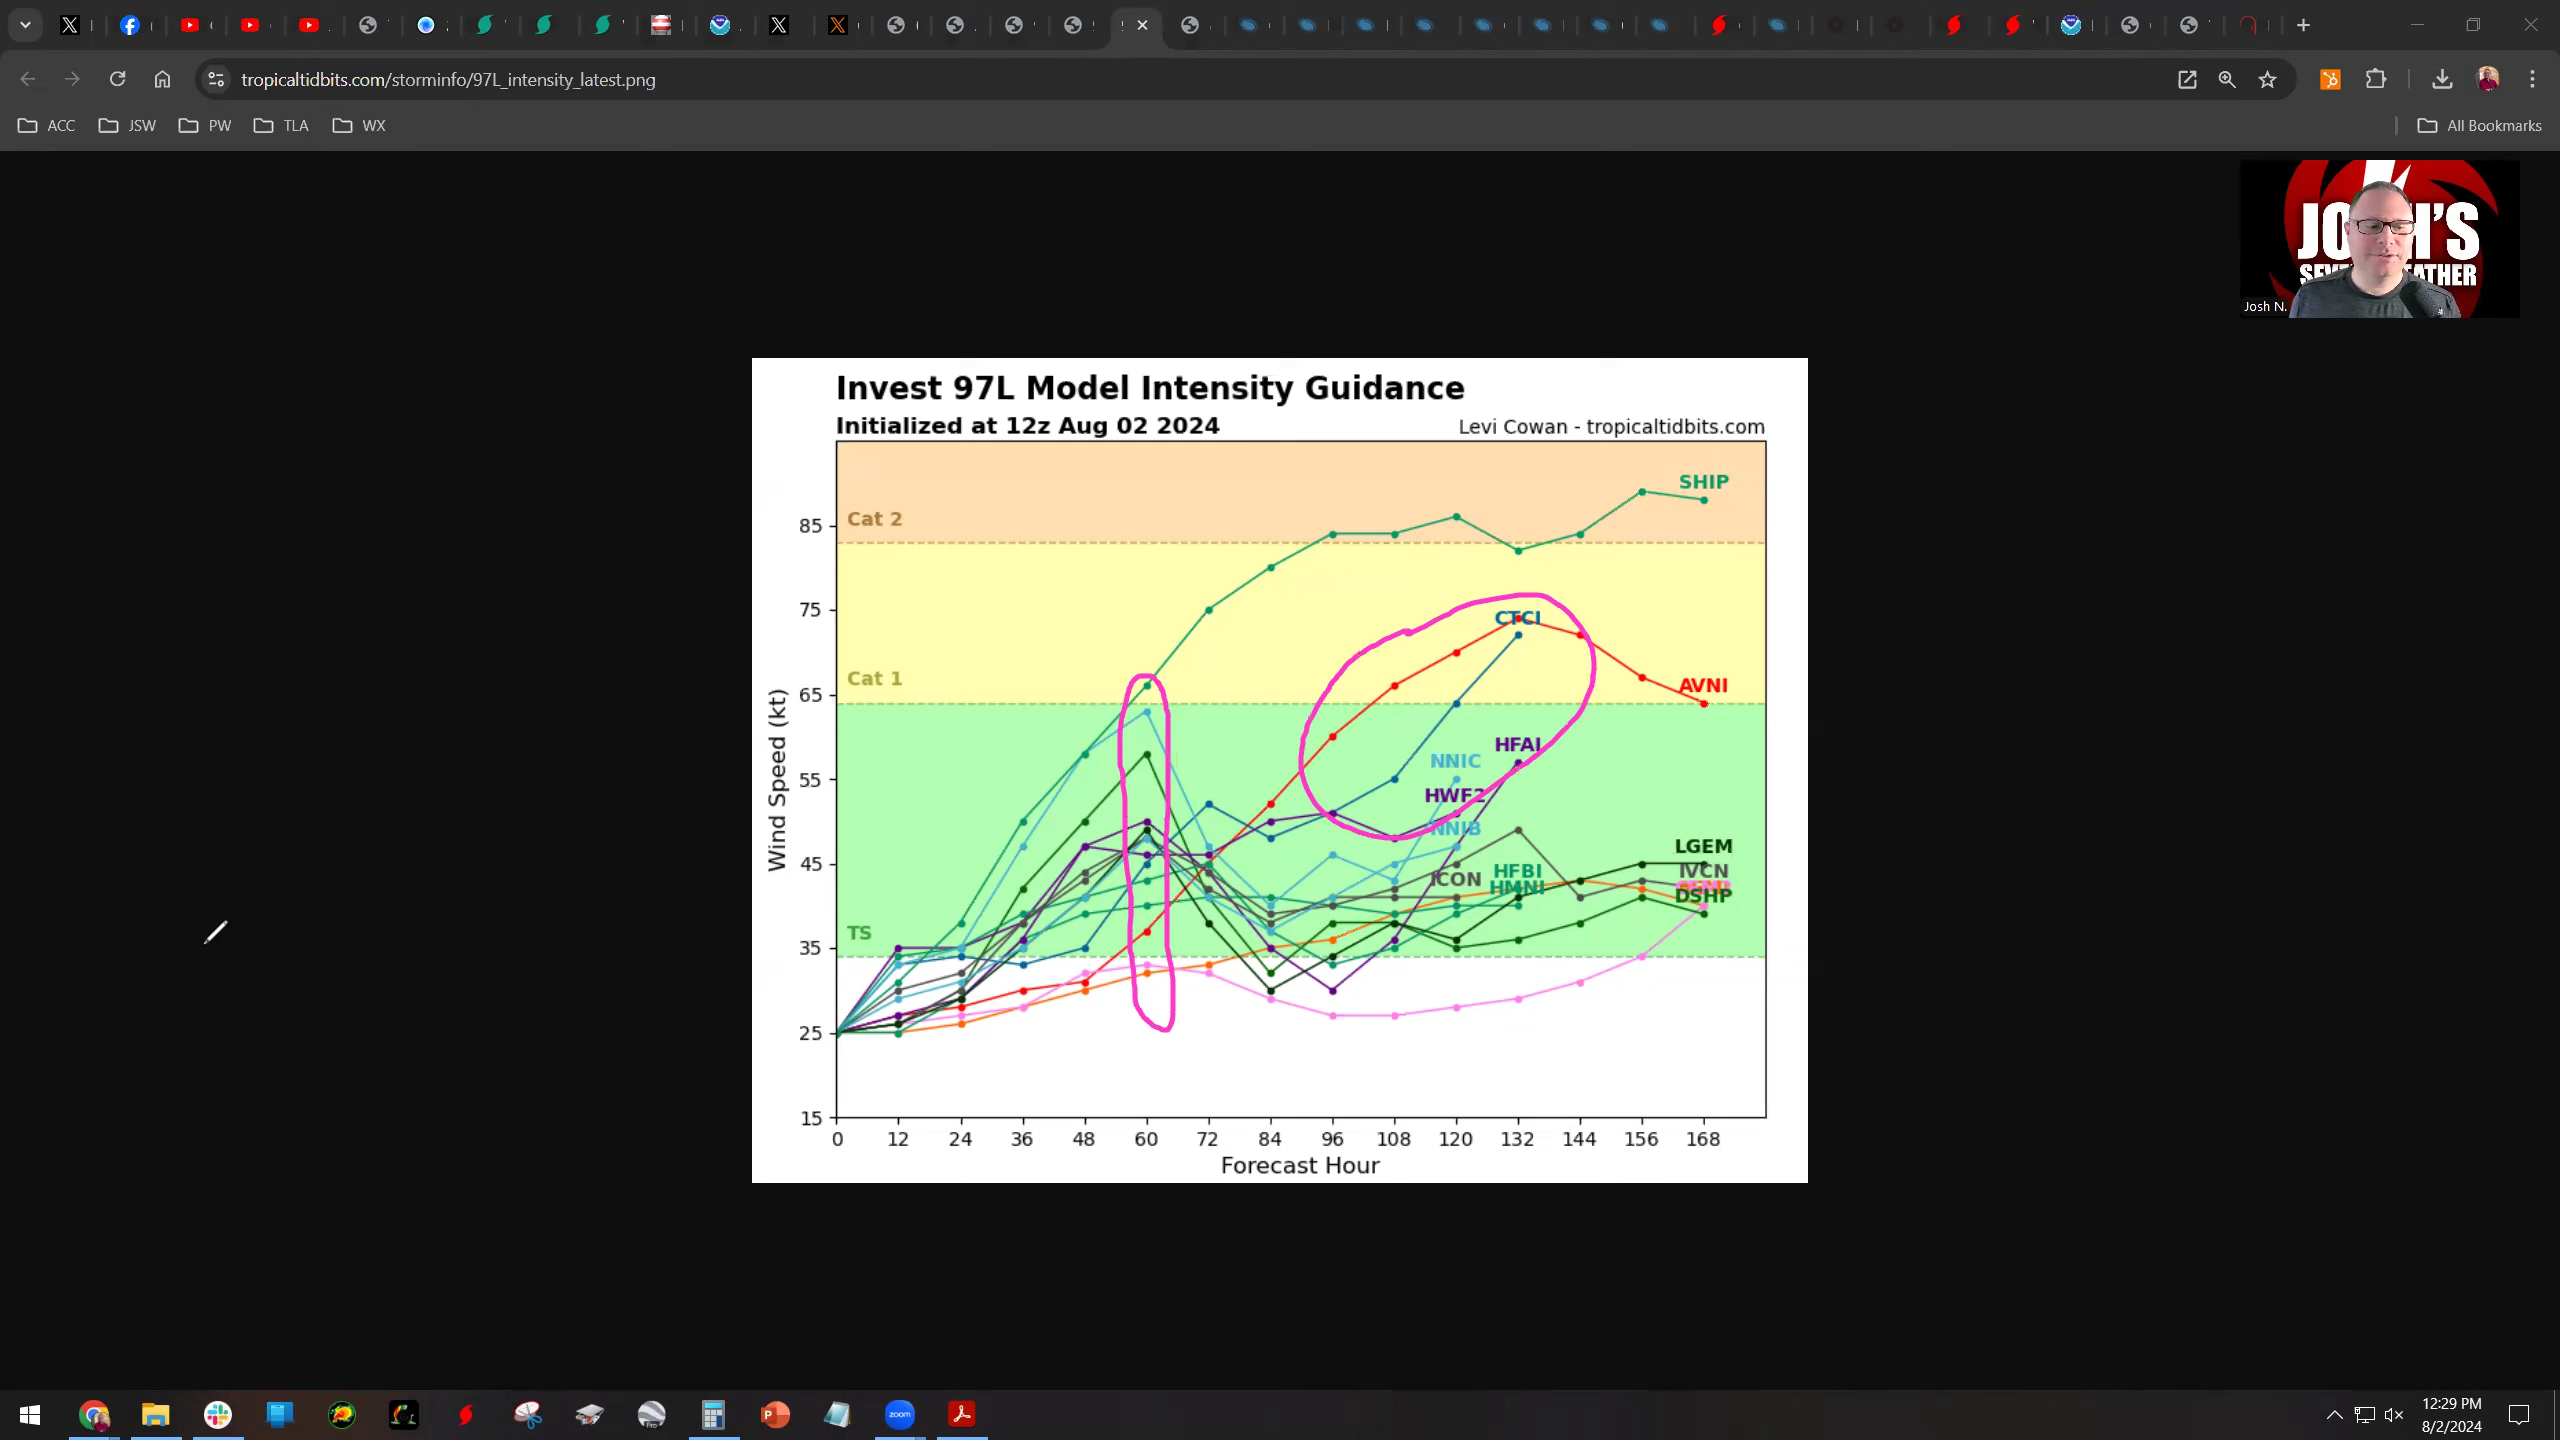 tropicaltidbits.com/storminfo/97L_intensity_latest.png
ACC JSW PW TLA WX All Bookmarks
JOSH'S
Josh N.
Invest 97L Model Intensity Guidance
Initialized at 12z Aug 02 2024 Levi Cowan - tropicaltidbits.com
SHIP
Cat 2
85
75
CTCI
Cat 1
AVNI
65
HFAI
NNIC
55
HWF2
NNIB
LGEM
45
HFBI
IVCN
ICON
HMNI
DSHP
TS
35
25
15
0 12 24 36 48 60 72 84 96 108 120 132 144 156 168
Wind Speed (kt)
Forecast Hour
Pro
zoom
12:29 PM
8/2/2024